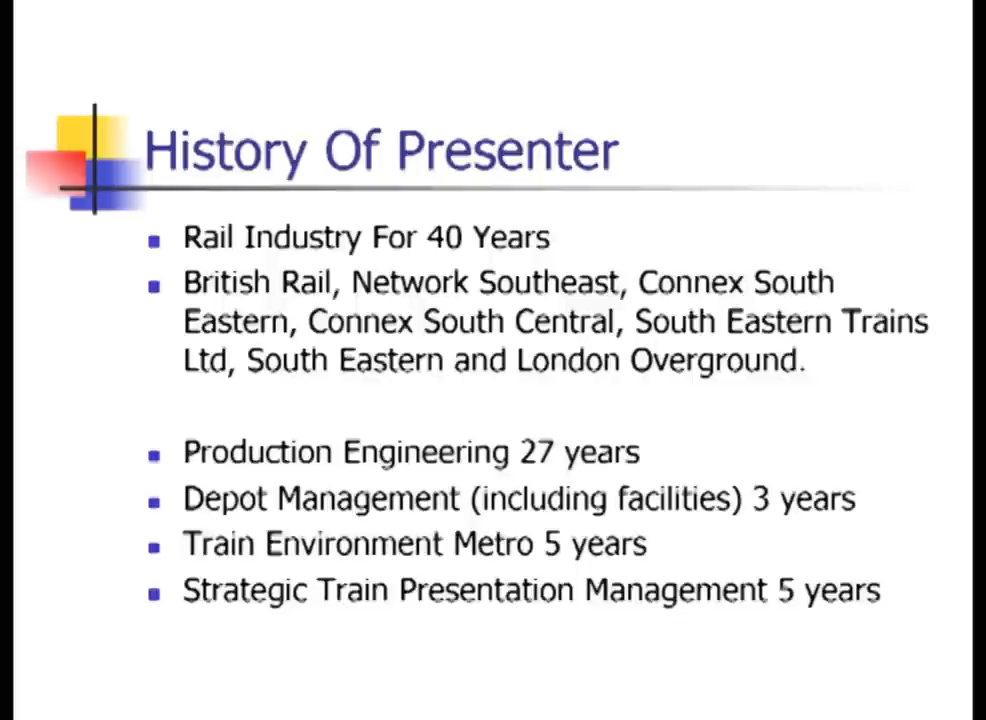 History Of Presenter
Rail Industry For 40 Years
British Rail, Network Southeast, Connex South
Eastern, Connex South Central, South Eastern Trains
Ltd, South Eastern and London Overground.
Production Engineering 27 years
Depot Management (including facilities) 3 years
Train Environment Metro 5 years
Strategic Train Presentation Management 5 years